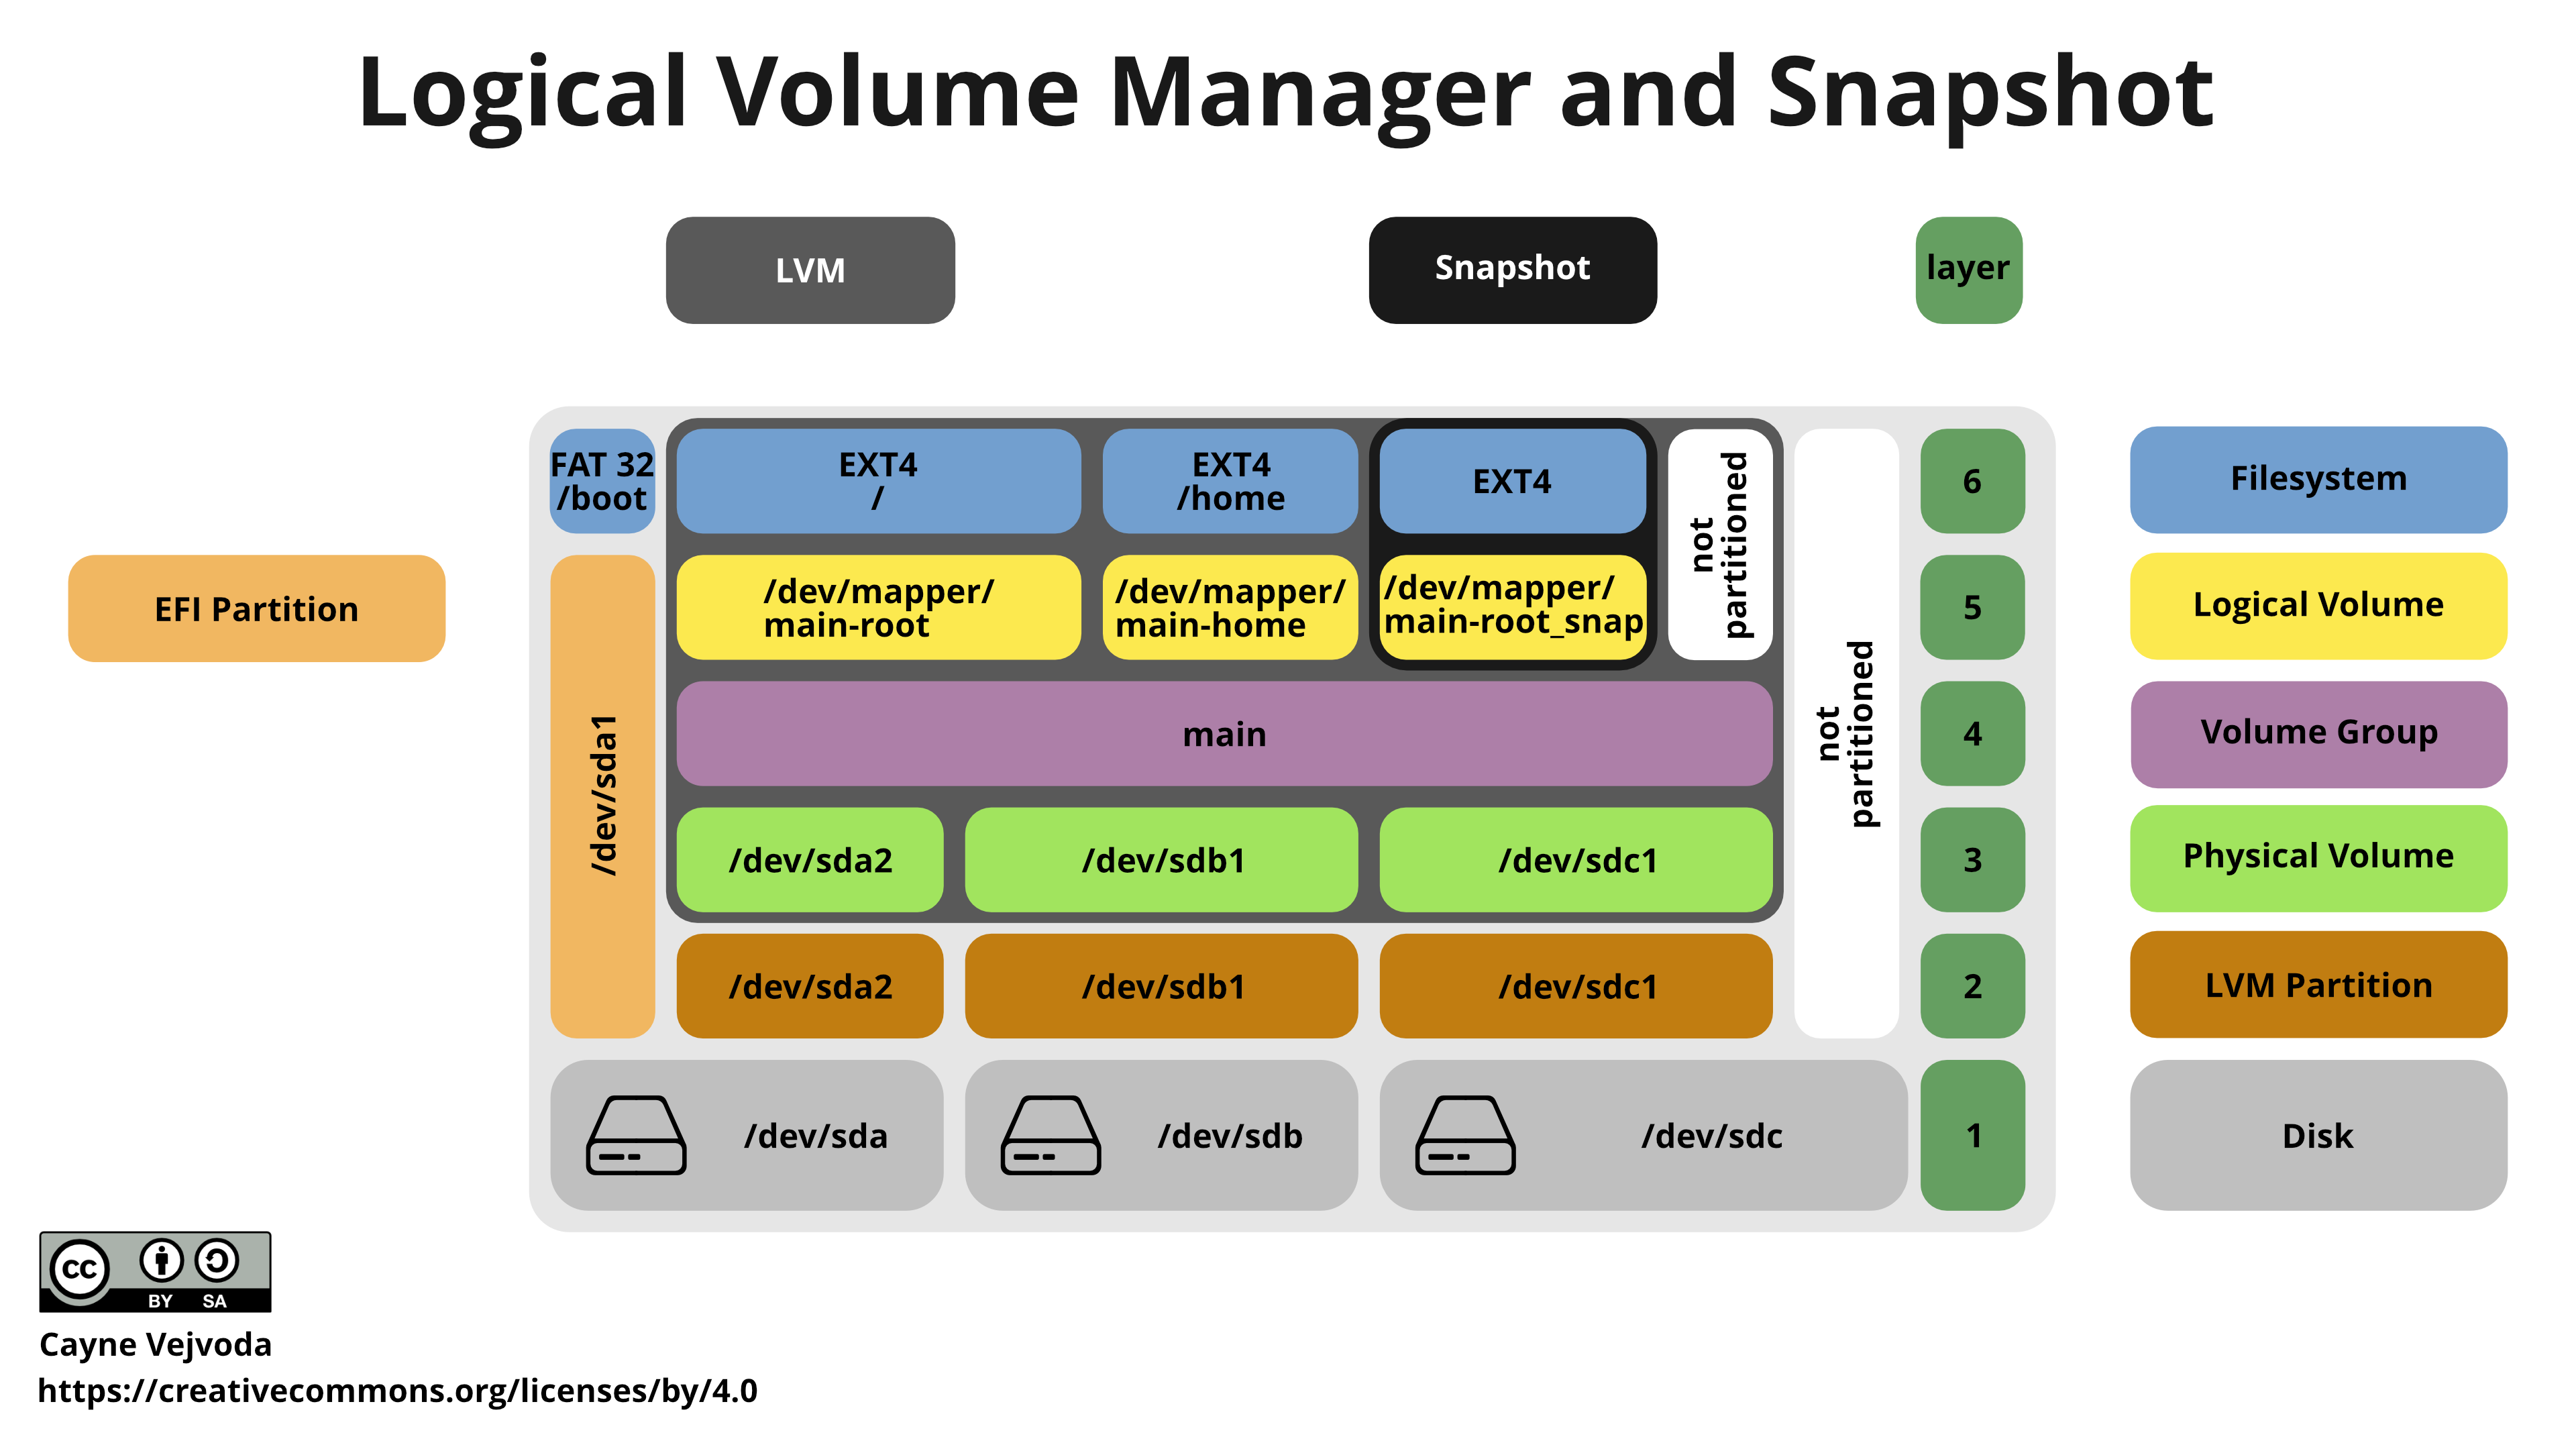 Logical Volume Manager and Snapshot
LVM
Snapshot
layer
FAT 32
/boot
EXT4
/
EXT4
/home
EXT4
not
partitioned
not
partitioned
6
Filesystem
EFI Partition
/dev/sda1
/dev/mapper/
main-root
/dev/mapper/
main-home
/dev/mapper/
main-root_snap
5
Logical Volume
main
4
Volume Group
/dev/sda2
/dev/sdb1
/dev/sdc1
3
Physical Volume
/dev/sda2
/dev/sdb1
/dev/sdc1
2
LVM Partition
/dev/sda
/dev/sdb
/dev/sdc
1
Disk
cc
BY SA
Cayne Vejvoda
https://creativecommons.org/licenses/by/4.0